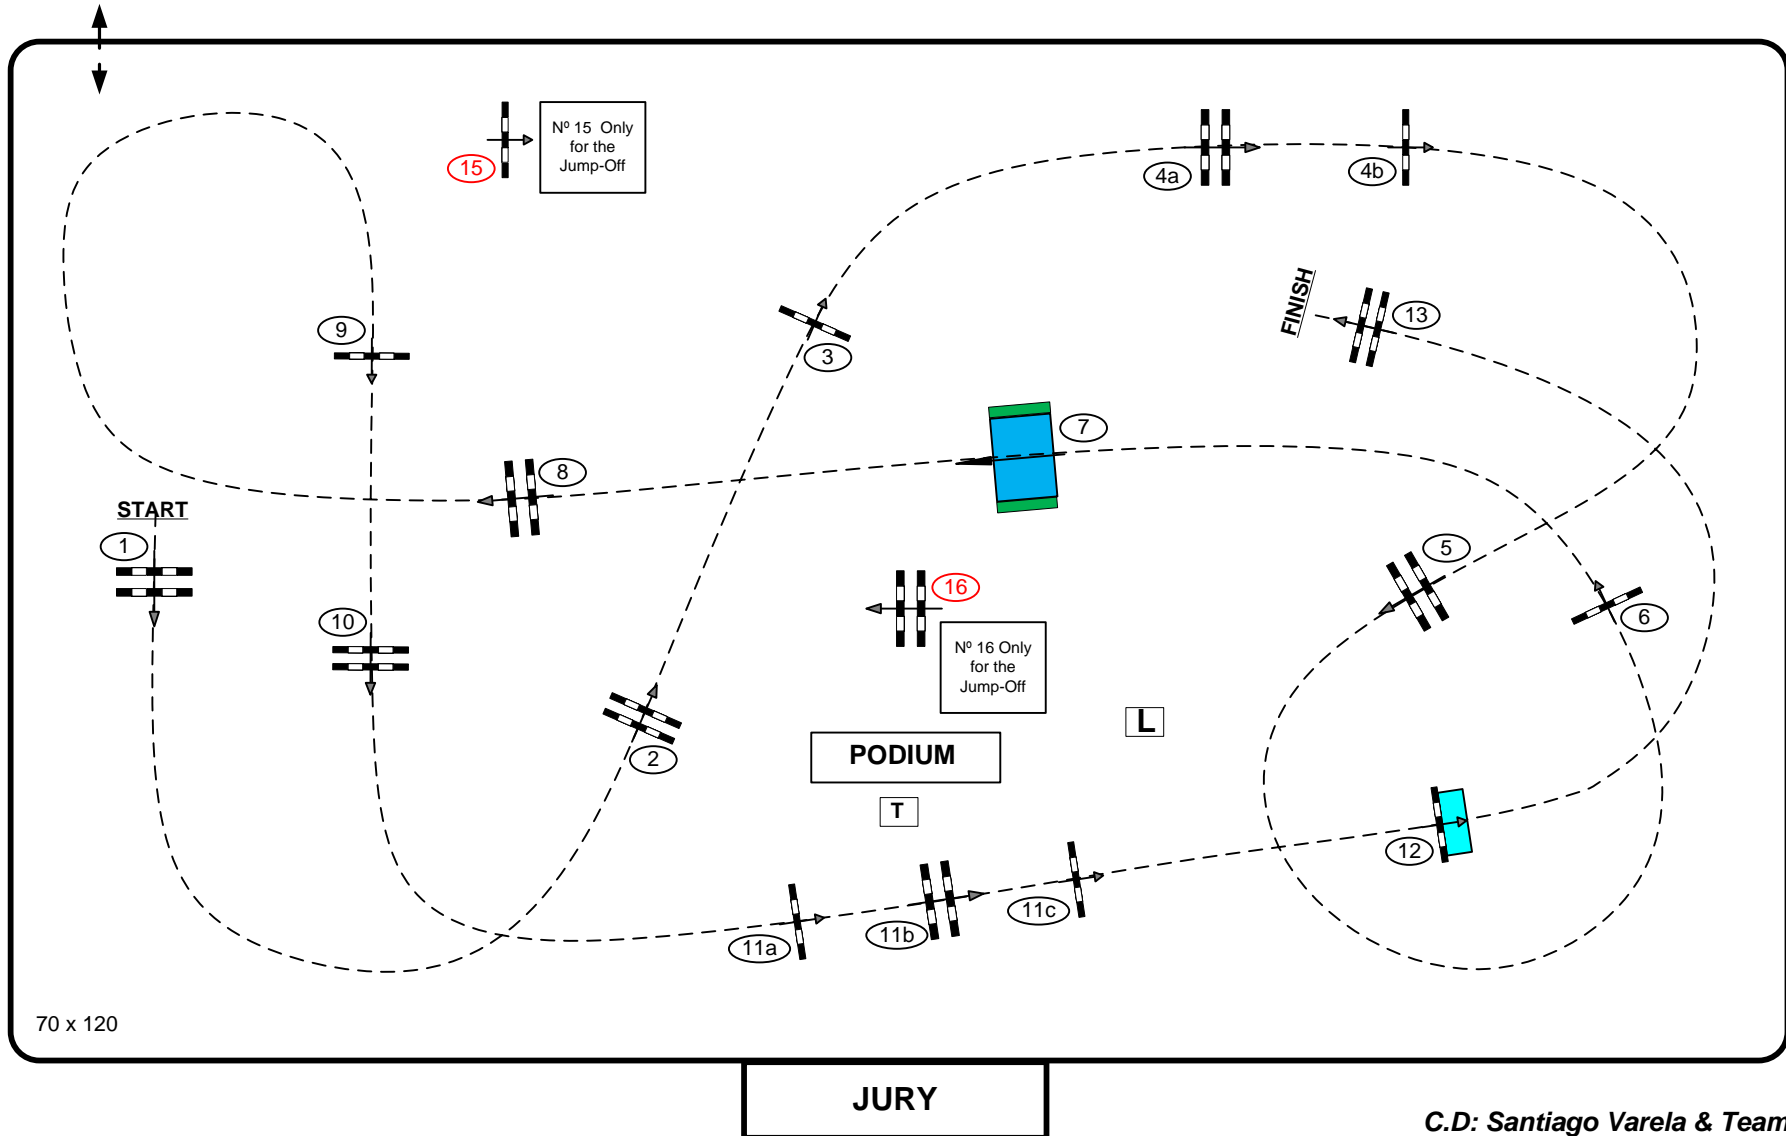 15
Nº 15 Only
for the
Jump-Off
4a
4b
FINISH
13
9
3
7
8
START
1
5
16
6
10
Nº 16 Only
for the
Jump-Off
L
2
PODIUM
T
12
11c
11b
11a
70 x 120
JURY
C.D: Santiago Varela & Team